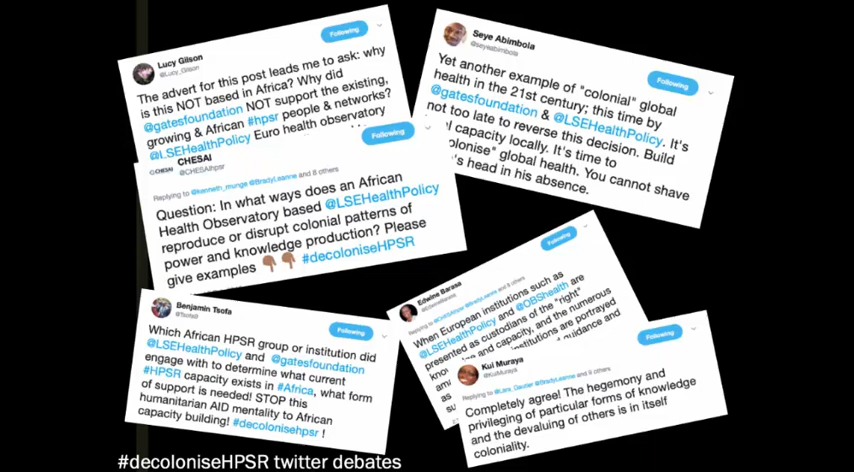 Lucy Gilson
@Lucy_Gilson
Following
The advert for this post leads me to ask: why
is this NOT based in Africa? Why did
@gatesfoundation NOT support the existing,
growing & African #hpsr people & networks?
@LSEHealthPolicy Euro health observatory
Seye Abimbola
@seyeabimbola
Following
Yet another example of "colonial" global
health in the 21st century; this time by
@gatesfoundation & @LSEHealthPolicy. It's
not too late to reverse this decision. Build
capacity locally. It's time to
olonise" global health. You cannot shave
's head in his absence.
CHESAI
CHESAI
@CHESAIhpsr
Following
Replying to @kenneth_munge @BradyLeanne and 8 others
Question: In what ways does an African
Health Observatory based @LSEHealthPolicy
reproduce or disrupt colonial patterns of
power and knowledge production? Please
give examples 👇🏾 👇🏾 #decoloniseHPSR
Benjamin Tsofa
Following
Which African HPSR group or institution did
@LSEHealthPolicy and @gatesfoundation
engage with to determine what current
#HPSR capacity exists in #Africa, what form
of support is needed! STOP this
humanitarian AID mentality to African
capacity building! #decolonisehpsr !
Edwine Barasa
Following
Replying to @BradyLeanne and 8 others
When European institutions such as
@LSEHealthPolicy and @OBShealth are
presented as custodians of the "right"
and capacity, and the numerous
institutions are portrayed
guidance and
Kui Muraya
@KuiMuraya
Following
Replying to @BradyLeanne and 8 others
Completely agree! The hegemony and
privileging of particular forms of knowledge
and the devaluing of others is in itself
coloniality.
#decoloniseHPSR twitter debates